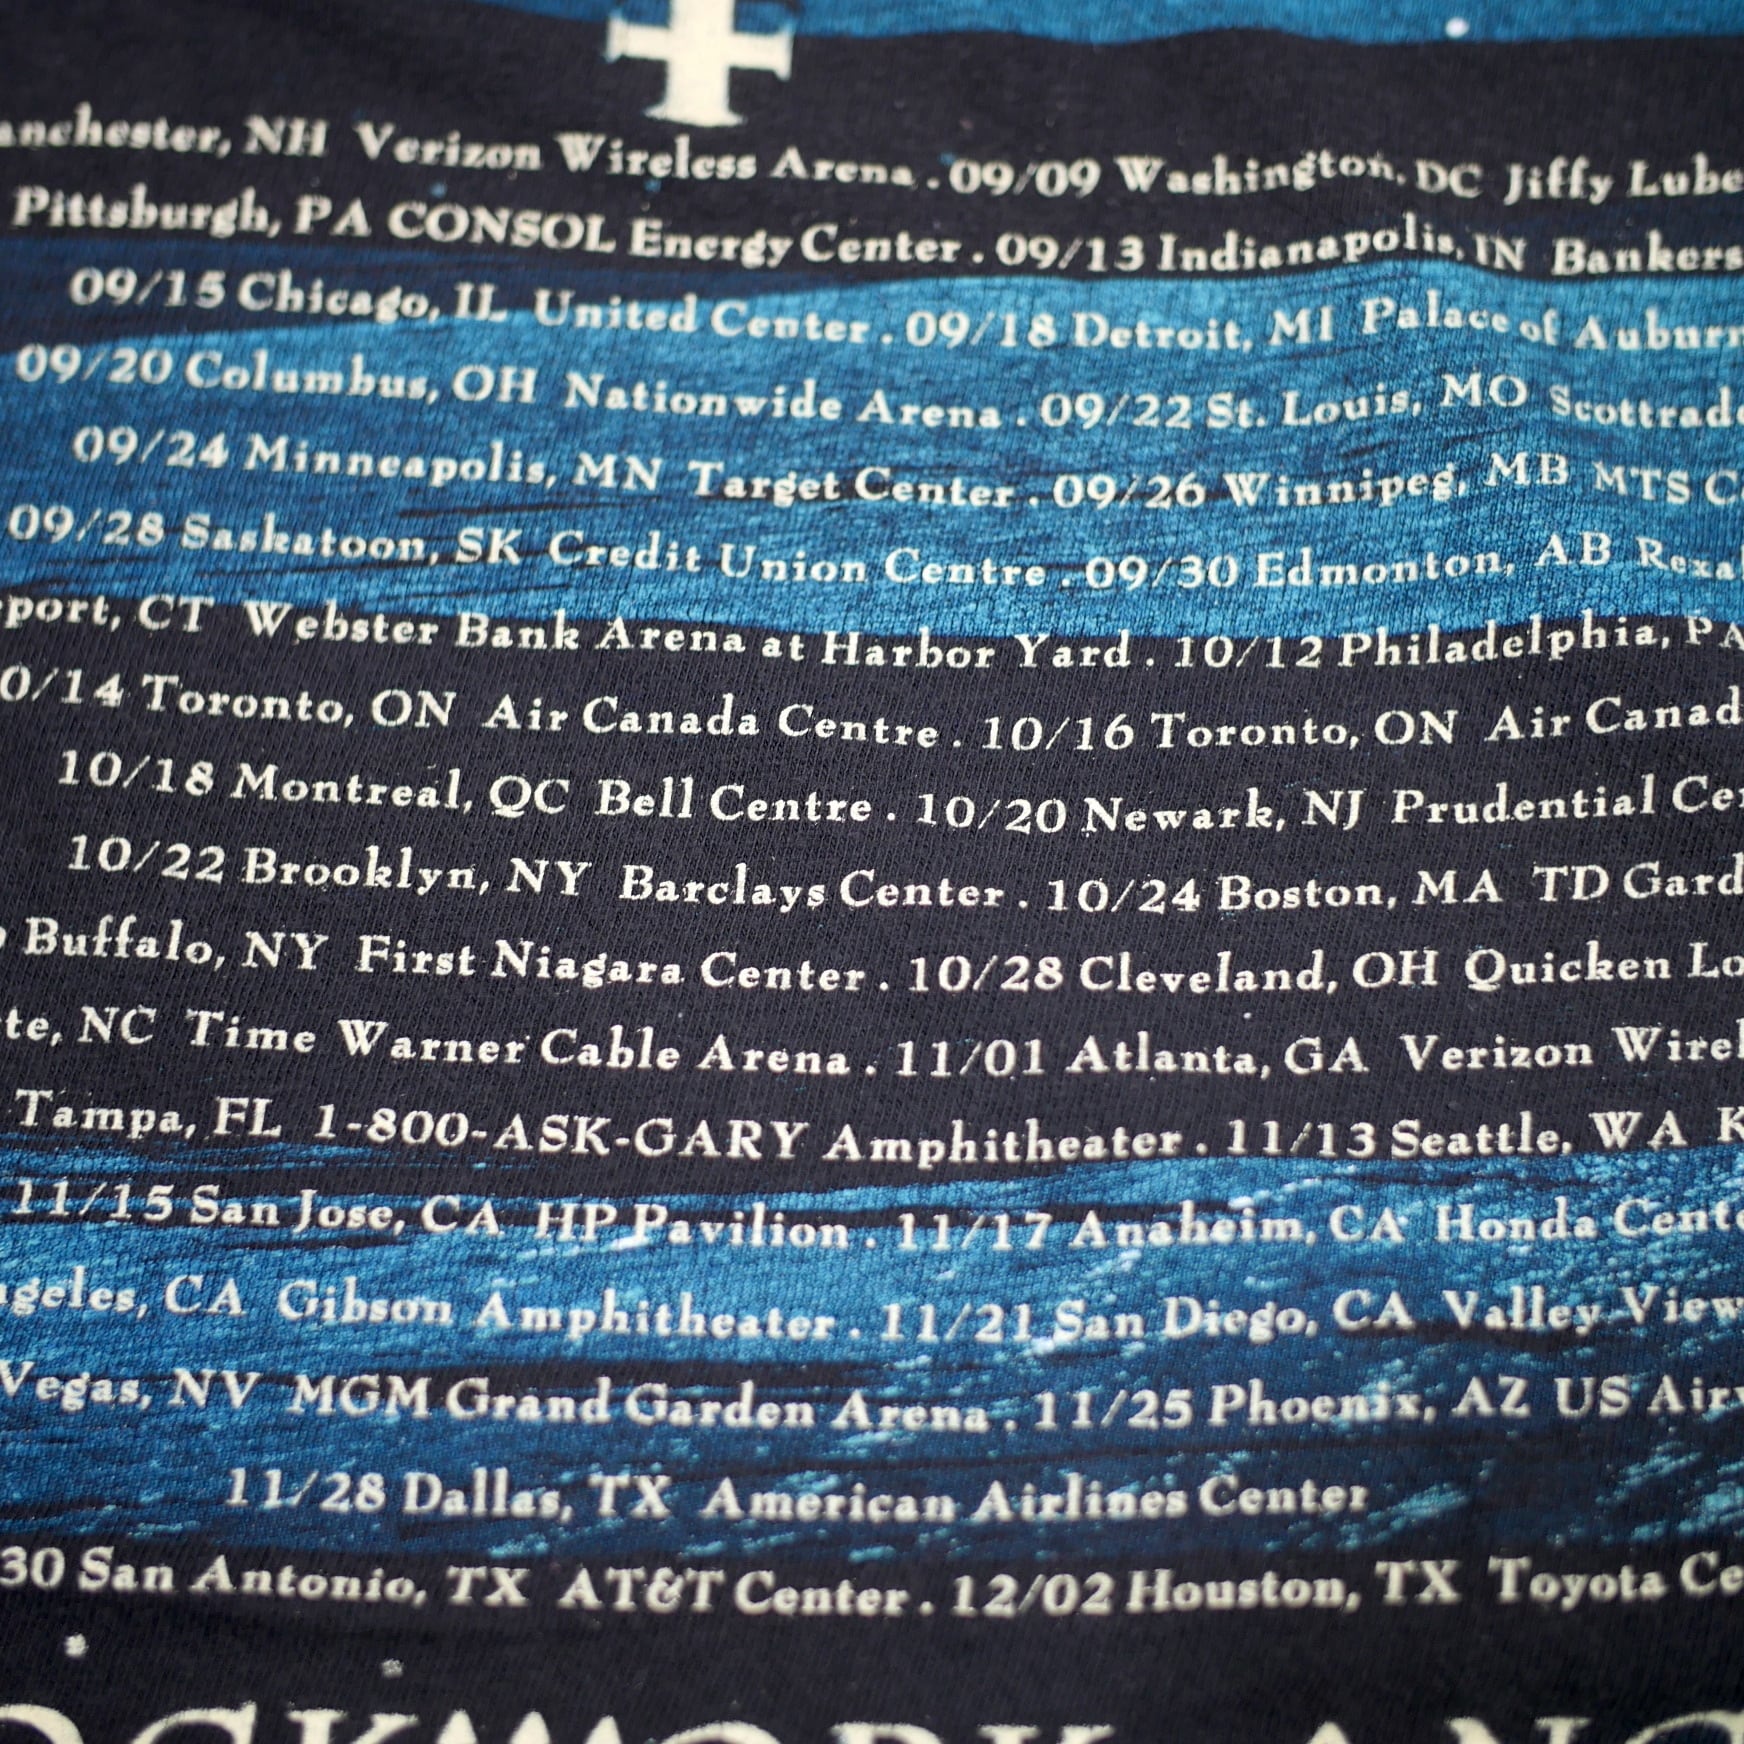 anchester, NH Verizon Wireless Arena . 09/09 Washington, DC Jiffy Lube
Pittsburgh, PA CONSOL Energy Center . 09/13 Indianapolis, IN Bankers
09/15 Chicago, IL United Center . 09/18 Detroit, MI Palace of Auburn
09/20 Columbus, OH Nationwide Arena . 09/22 St. Louis, MO Scottrade
09/24 Minneapolis, MN Target Center . 09/26 Winnipeg, MB MTS C
09/28 Saskatoon, SK Credit Union Centre . 09/30 Edmonton, AB Rexal
port, CT Webster Bank Arena at Harbor Yard . 10/12 Philadelphia, PA
0/14 Toronto, ON Air Canada Centre . 10/16 Toronto, ON Air Canad
10/18 Montreal, QC Bell Centre . 10/20 Newark, NJ Prudential Cen
10/22 Brooklyn, NY Barclays Center . 10/24 Boston, MA TD Gard
Buffalo, NY First Niagara Center . 10/28 Cleveland, OH Quicken Lo
te, NC Time Warner Cable Arena . 11/01 Atlanta, GA Verizon Wirel
Tampa, FL 1-800-ASK-GARY Amphitheater . 11/13 Seattle, WA K
11/15 San Jose, CA HP Pavilion . 11/17 Anaheim, CA Honda Cente
ngeles, CA Gibson Amphitheater . 11/21 San Diego, CA Valley View
Vegas, NV MGM Grand Garden Arena . 11/25 Phoenix, AZ US Airw
11/28 Dallas, TX American Airlines Center
30 San Antonio, TX AT&T Center . 12/02 Houston, TX Toyota Ce
OCKWORK ANG